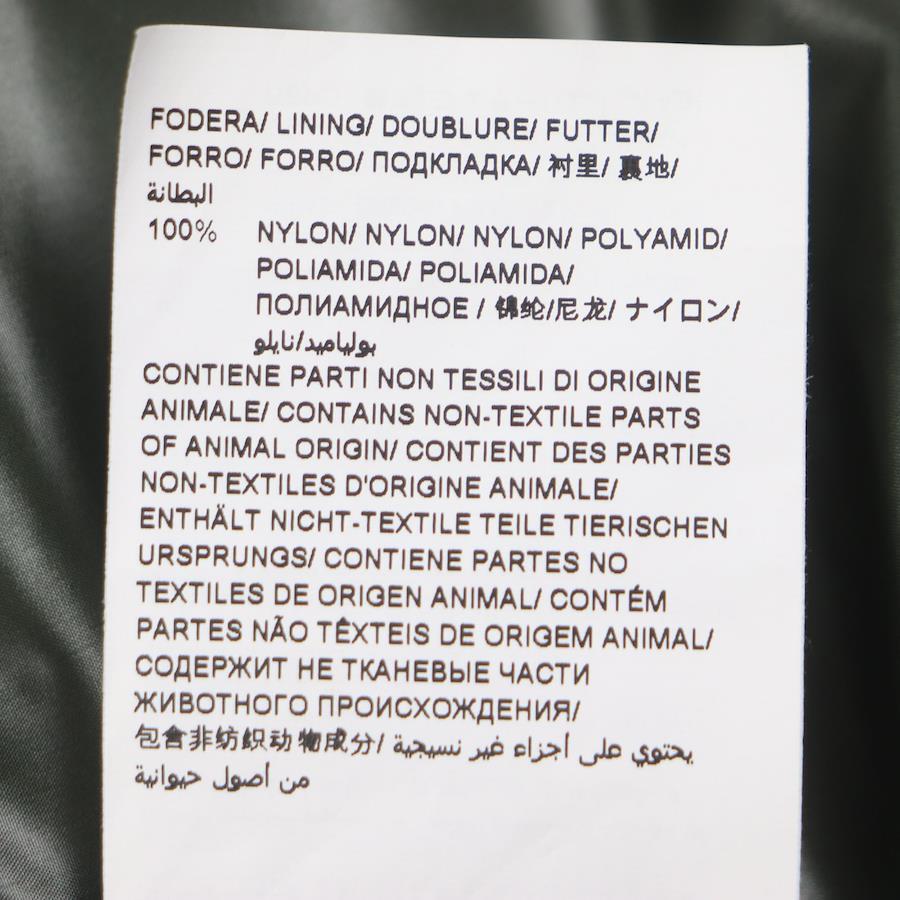 FODERA/ LINING/ DOUBLURE/ FUTTER/
FORRO/ FORRO/ ПОДКЛАДКА/ 衬里/ 裏地/
البطانة
100% NYLON/ NYLON/ NYLON/ POLYAMID/
POLIAMIDA/ POLIAMIDA/
ПОЛИАМИДНОЕ / 锦纶/尼龙/ ナイロン/
بولياميد/نايلو
CONTIENE PARTI NON TESSILI DI ORIGINE
ANIMALE/ CONTAINS NON-TEXTILE PARTS
OF ANIMAL ORIGIN/ CONTIENT DES PARTIES
NON-TEXTILES D'ORIGINE ANIMALE/
ENTHÄLT NICHT-TEXTILE TEILE TIERISCHEN
URSPRUNGS/ CONTIENE PARTES NO
TEXTILES DE ORIGEN ANIMAL/ CONTÉM
PARTES NÃO TÊXTEIS DE ORIGEM ANIMAL/
СОДЕРЖИТ НЕ ТКАНЕВЫЕ ЧАСТИ
ЖИВОТНОГО ПРОИСХОЖДЕНИЯ/
包含非纺织动物成分/ يحتوي على أجزاء غير نسيجية
من أصول حيوانية